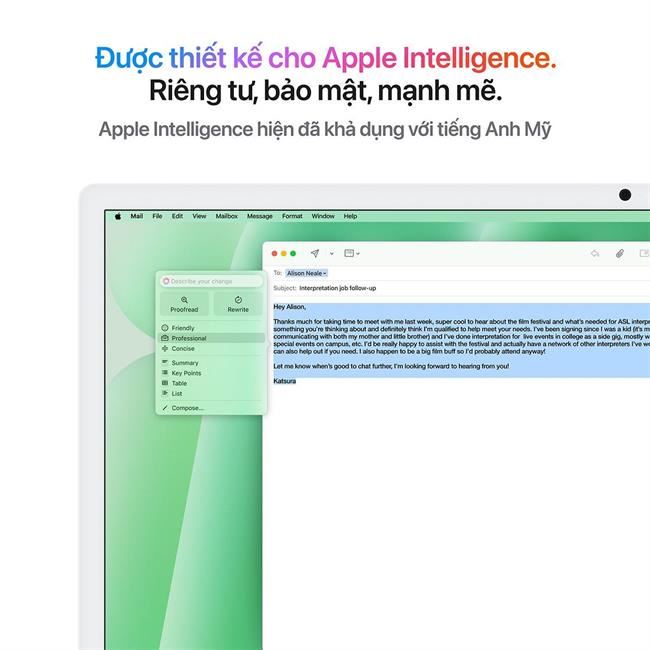 Được thiết kế cho Apple Intelligence.
Riêng tư, bảo mật, mạnh mẽ.
Apple Intelligence hiện đã khả dụng với tiếng Anh Mỹ
Mail File Edit View Mailbox Message Format Window Help
To: Alison Neale
Subject: Interpretation job follow-up
Describe your change
Proofread Rewrite
Friendly
Professional
Concise
Summary
Key Points
Table
List
Compose...
Hey Alison,
Thanks much for taking time to meet with me last week, super cool to hear about the film festival and what's needed for ASL interp
something you're thinking about and definitely think I'm qualified to help meet your needs. I've been signing since I was a kid (it's m
communicating with both my mother and little brother) and I've done interpretation for live events in college as a side gig, mostly w
special events on campus, etc. I'd be really happy to assist with the festival and actually have a network of other interpreters I've wo
can also help out if you need. I also happen to be a big film buff so I'd probably attend anyway!
Let me know when's good to chat further, I'm looking forward to hearing from you!
Katsura